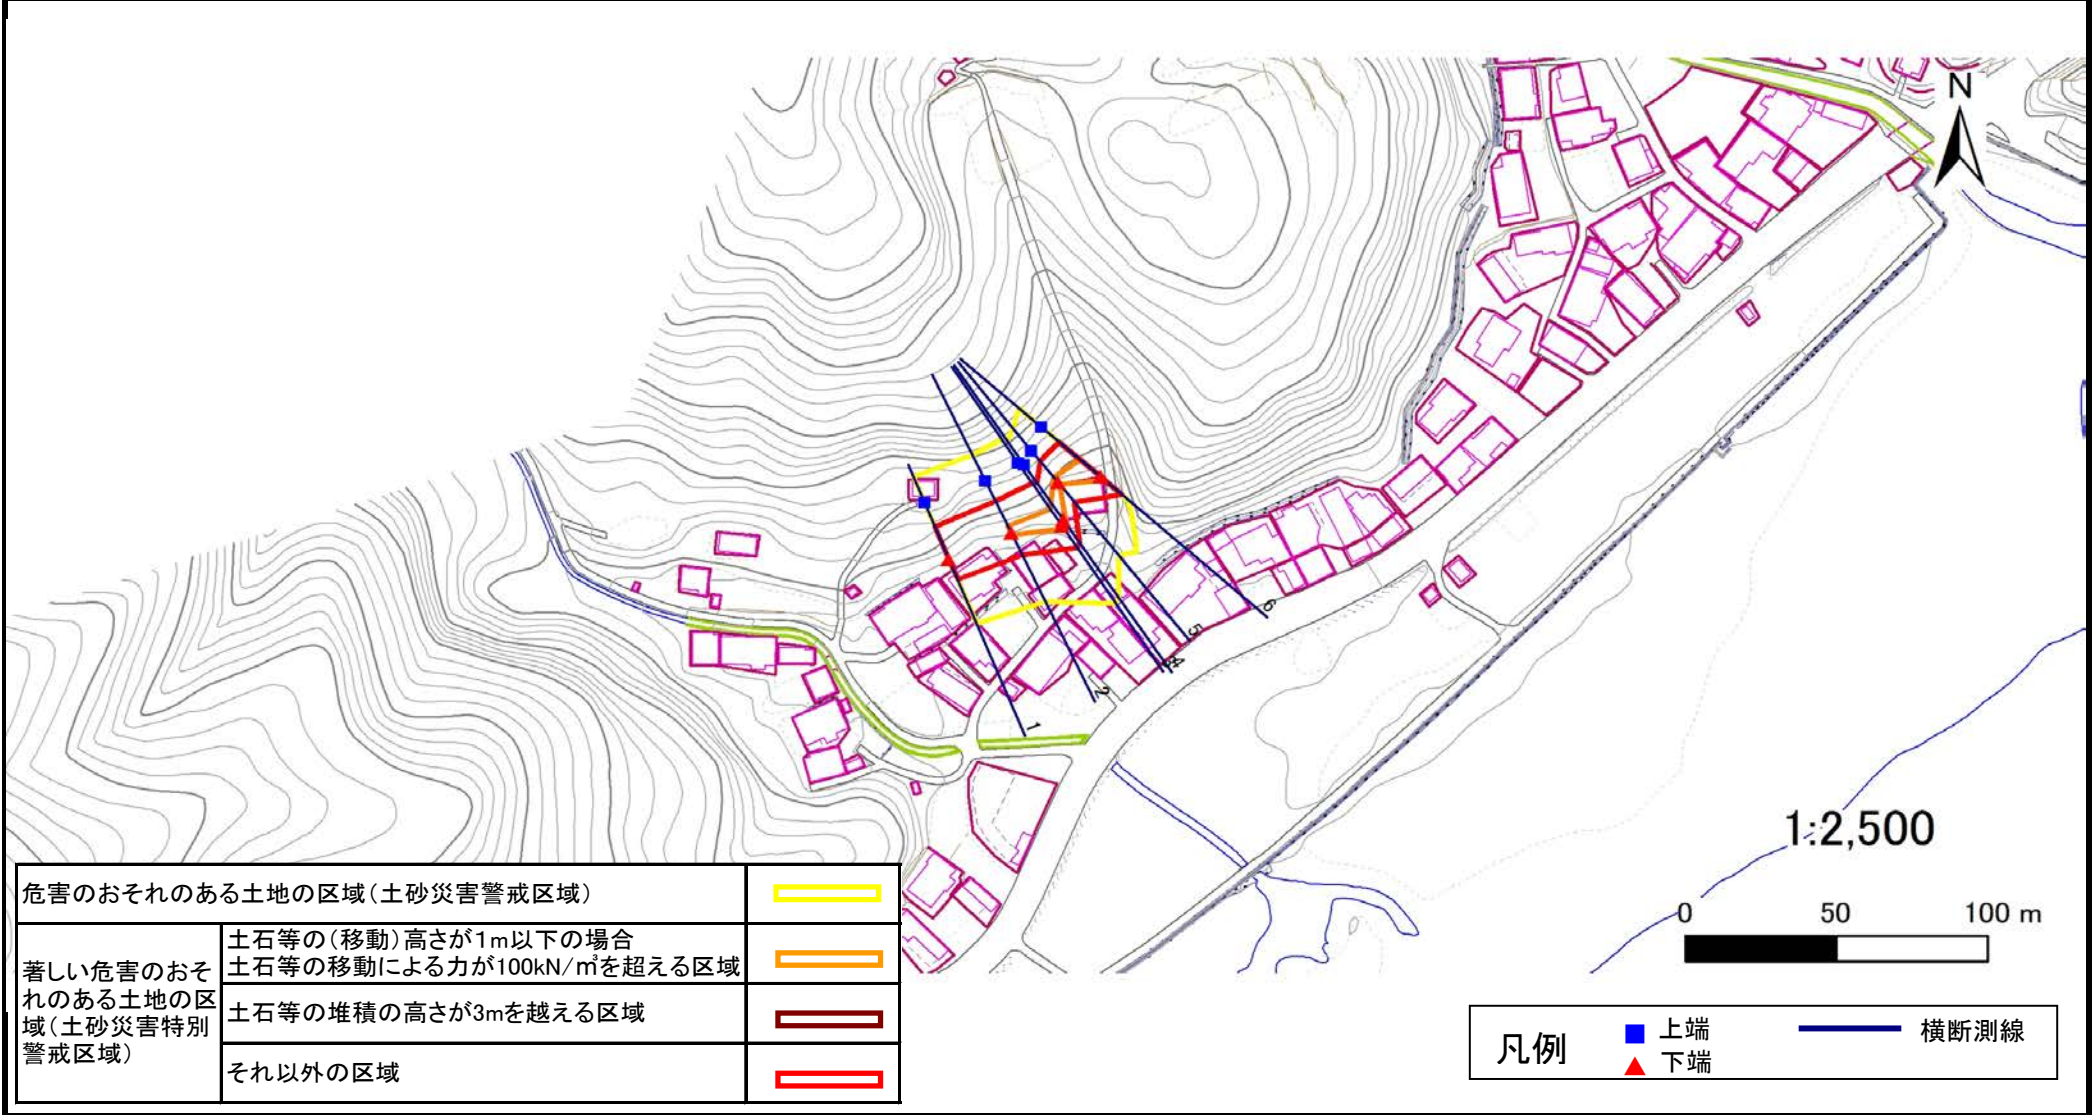 N
1
2
4
5
6
1:2,500
0 50 100 m
危害のおそれのある土地の区域(土砂災害警戒区域)
著しい危害のおそ
れのある土地の区
域(土砂災害特別
警戒区域)
土石等の(移動)高さが1m以下の場合
土石等の移動による力が100kN/㎡を超える区域
土石等の堆積の高さが3mを越える区域
それ以外の区域
凡例
上端
下端
横断測線